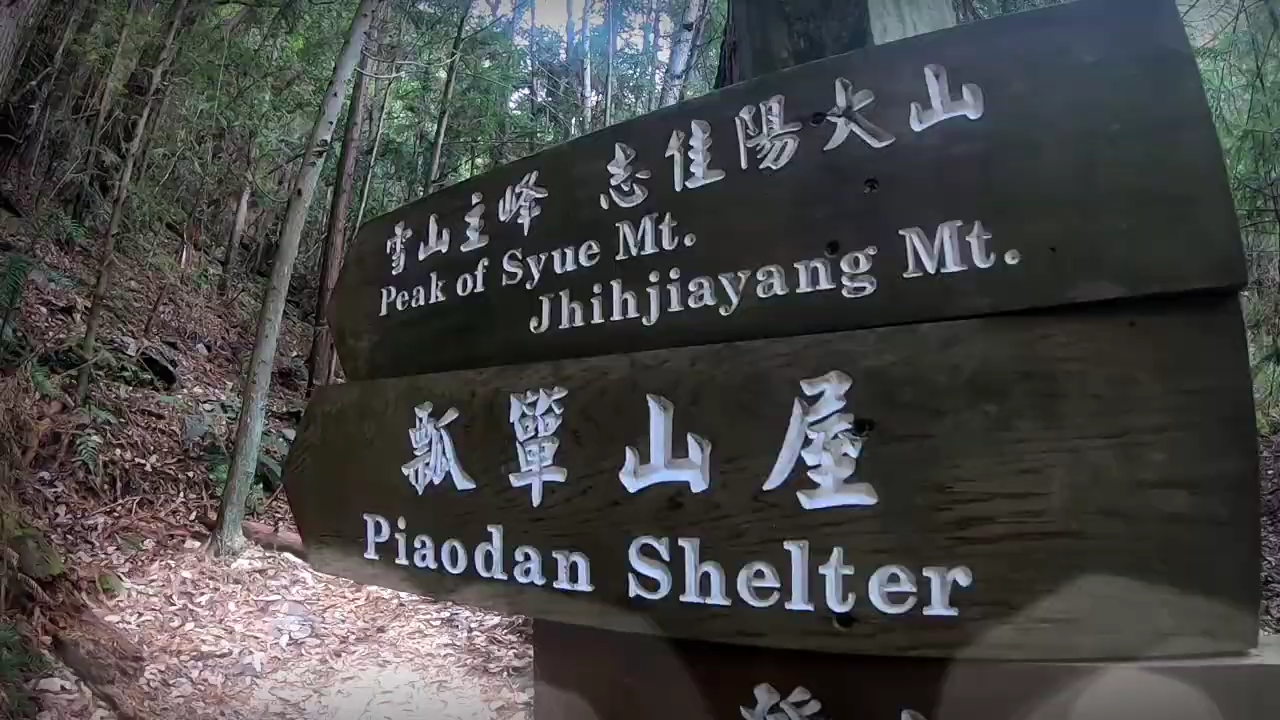 雪山主峰 志佳陽大山
Peak of Syue Mt.
Jhihjiayang Mt.
瓢簞山屋
Piaodan Shelter